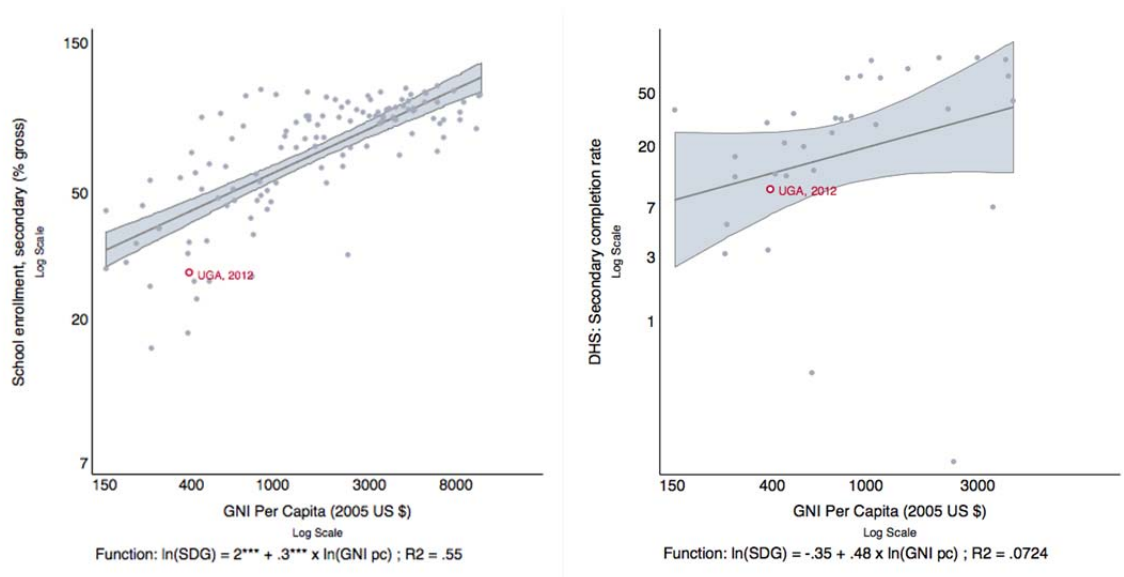 School enrollment, secondary (% gross)
Log Scale
150
50
20
7
UGA, 2012
150 400 1000 3000 8000
GNI Per Capita (2005 US $)
Log Scale
Function: ln(SDG) = 2*** + .3*** x ln(GNI pc) ; R2 = .55
DHS: Secondary completion rate
Log Scale
50
20
7
3
1
UGA, 2012
150 400 1000 3000
GNI Per Capita (2005 US $)
Log Scale
Function: ln(SDG) = -.35 + .48 x ln(GNI pc) ; R2 = .0724